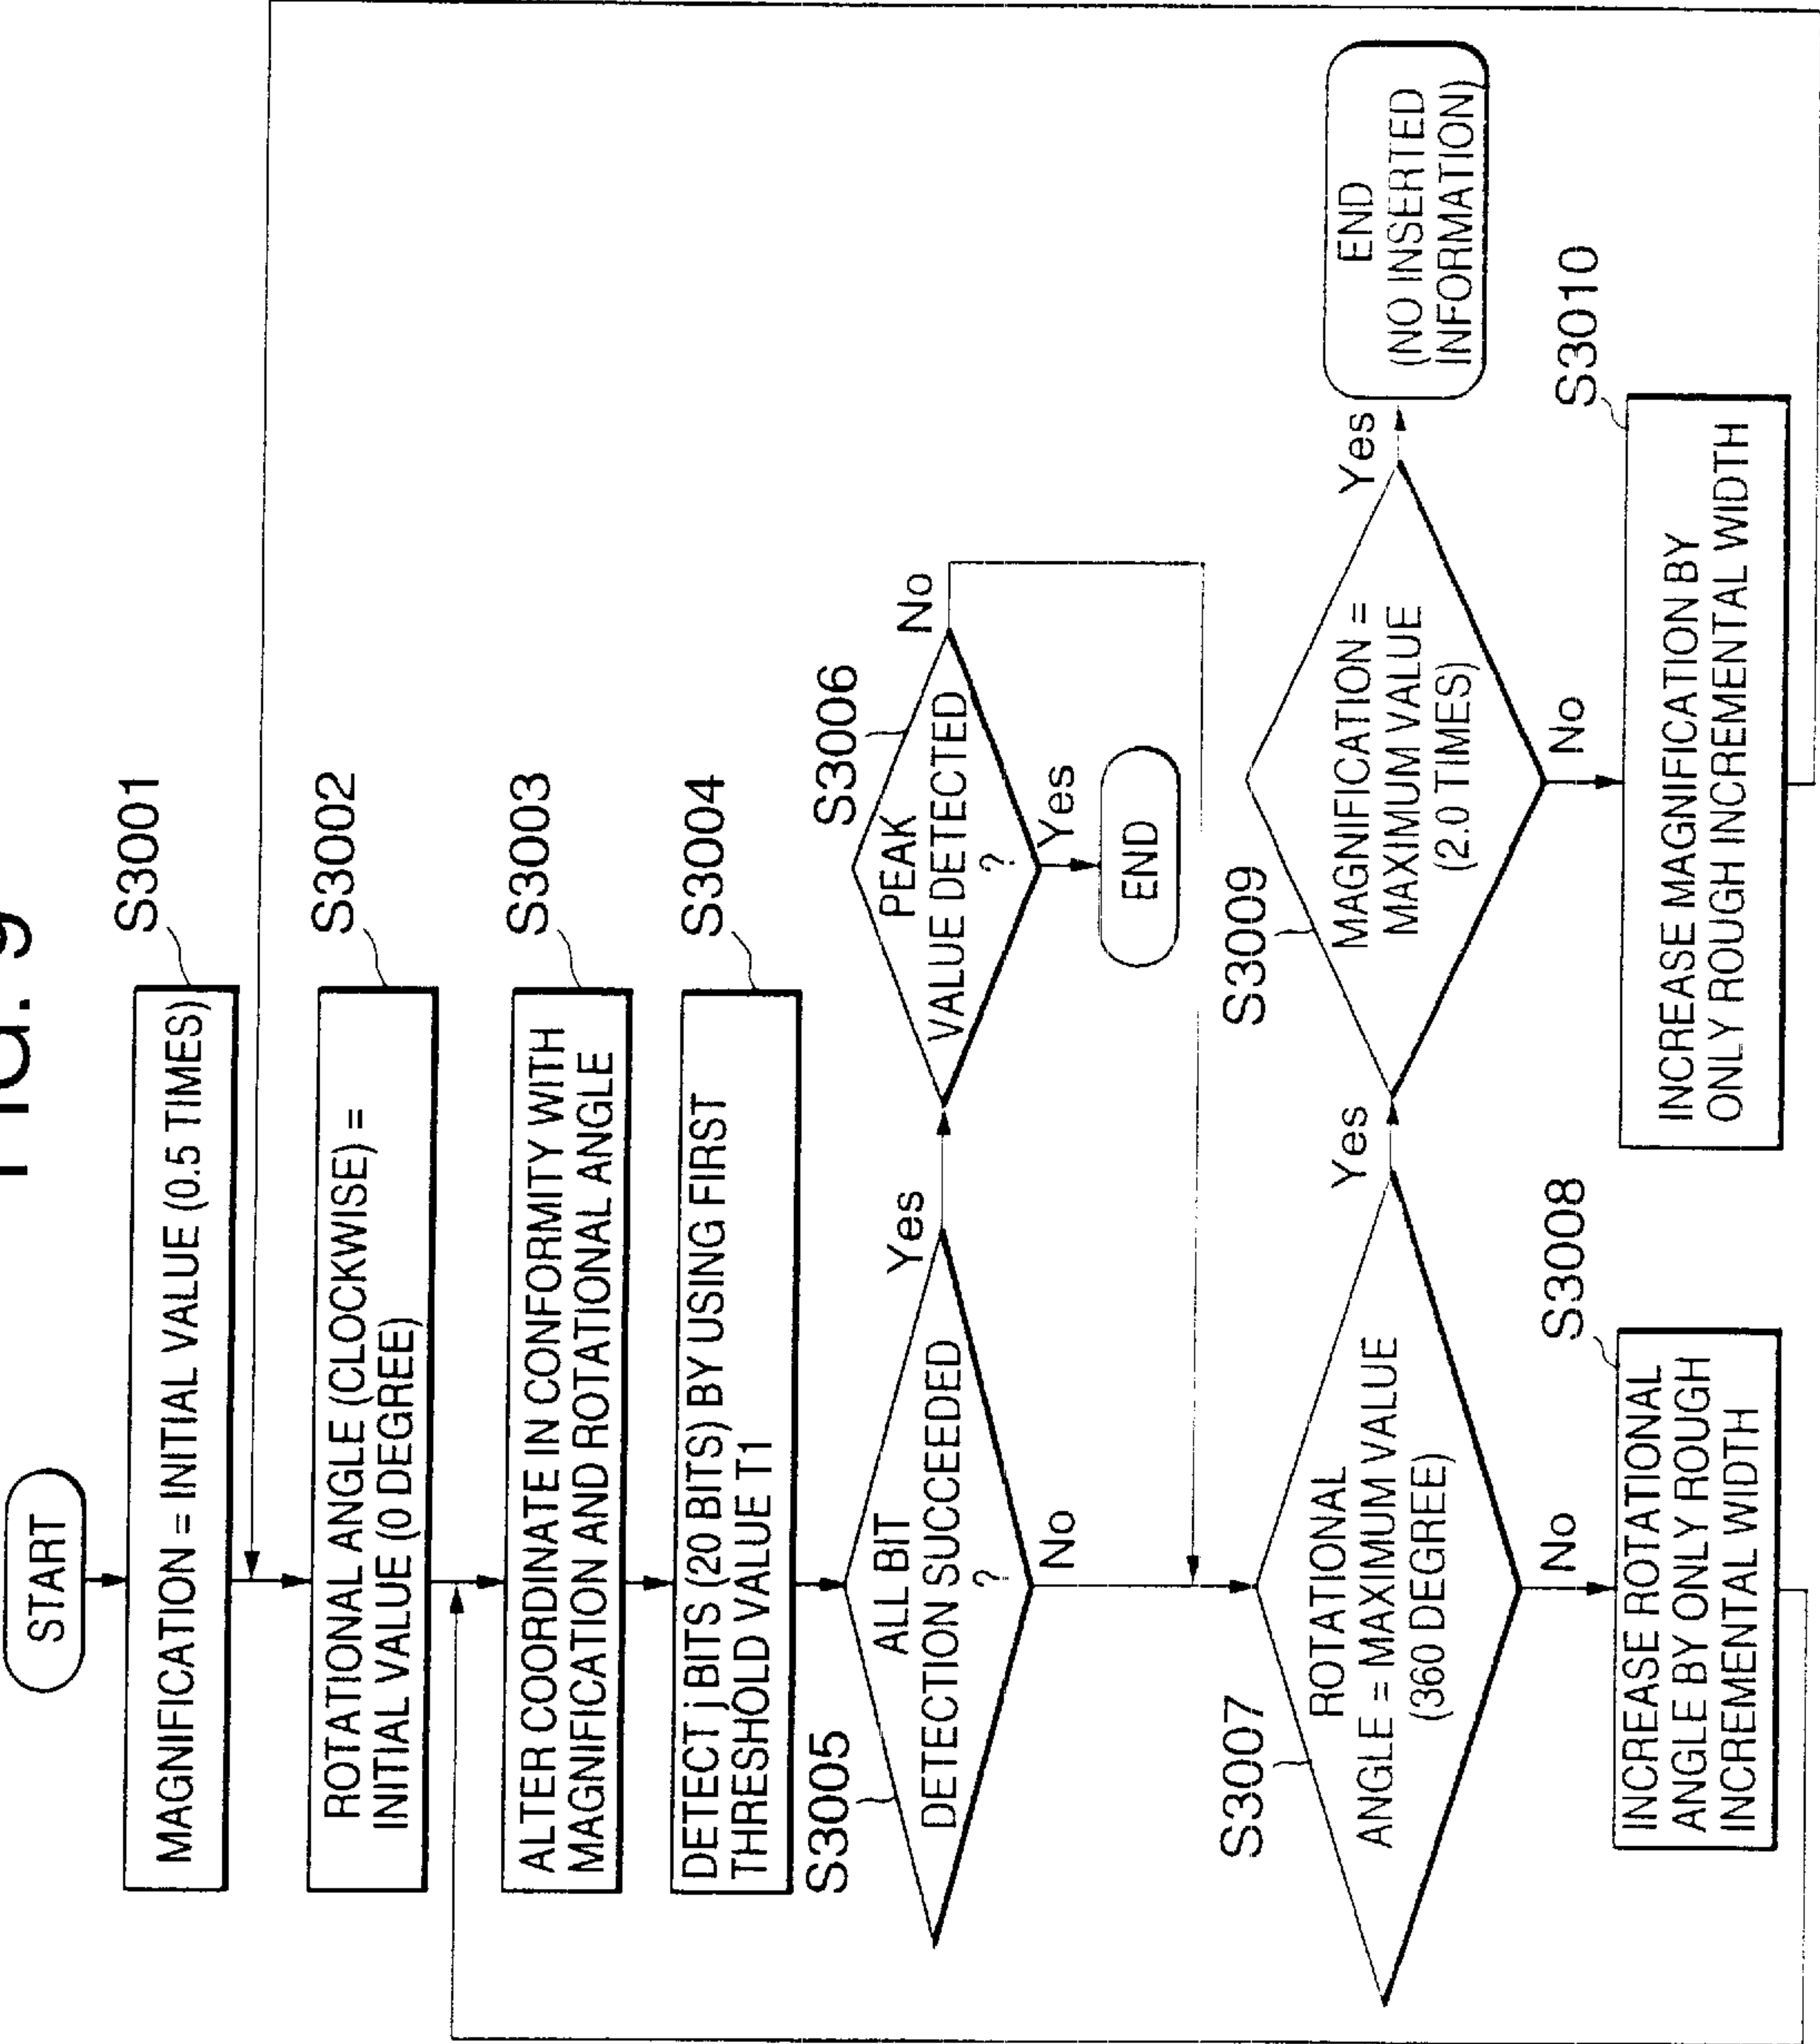 FIG. 9
START
S3001
MAGNIFICATION = INITIAL VALUE (0.5 TIMES)
S3002
ROTATIONAL ANGLE (CLOCKWISE) =
INITIAL VALUE (0 DEGREE)
S3003
ALTER COORDINATE IN CONFORMITY WITH
MAGNIFICATION AND ROTATIONAL ANGLE
S3004
DETECT j BITS (20 BITS) BY USING FIRST
THRESHOLD VALUE T1
S3005
ALL BIT
DETECTION SUCCEEDED
?
Yes
No
S3006
PEAK
VALUE DETECTED
?
No
Yes
END
S3007
ROTATIONAL
ANGLE = MAXIMUM VALUE
(360 DEGREE)
Yes
No
S3008
INCREASE ROTATIONAL
ANGLE BY ONLY ROUGH
INCREMENTAL WIDTH
S3009
MAGNIFICATION =
MAXIMUM VALUE
(2.0 TIMES)
Yes
No
END
(NO INSERTED
INFORMATION)
S3010
INCREASE MAGNIFICATION BY
ONLY ROUGH INCREMENTAL WIDTH